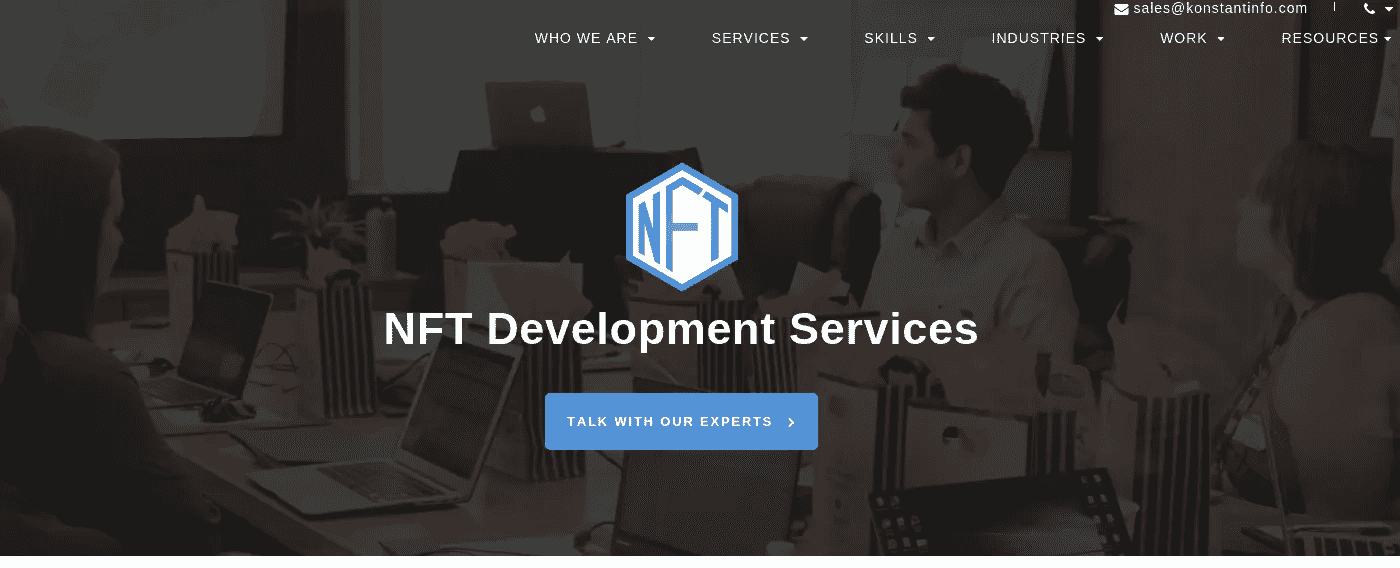 sales@konstantinfo.com
WHO WE ARE SERVICES SKILLS INDUSTRIES WORK RESOURCES
NFT
NFT Development Services
TALK WITH OUR EXPERTS